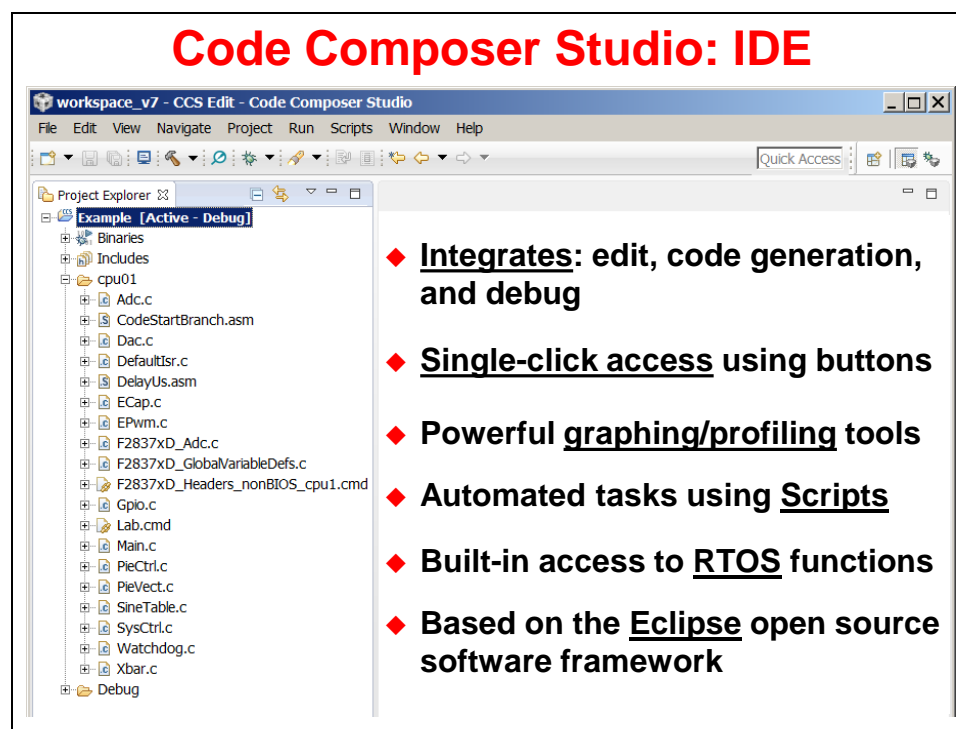 Code Composer Studio: IDE
workspace_v7 - CCS Edit - Code Composer Studio
File Edit View Navigate Project Run Scripts Window Help
Quick Access
Project Explorer
Example [Active - Debug]
Binaries
Includes
cpu01
Adc.c
CodeStartBranch.asm
Dac.c
DefaultIsr.c
DelayUs.asm
ECap.c
EPwm.c
F2837xD_Adc.c
F2837xD_GlobalVariableDefs.c
F2837xD_Headers_nonBIOS_cpu1.cmd
Gpio.c
Lab.cmd
Main.c
PieCtrl.c
PieVect.c
SineTable.c
SysCtrl.c
Watchdog.c
Xbar.c
Debug
Integrates: edit, code generation,
and debug
Single-click access using buttons
Powerful graphing/profiling tools
Automated tasks using Scripts
Built-in access to RTOS functions
Based on the Eclipse open source
software framework